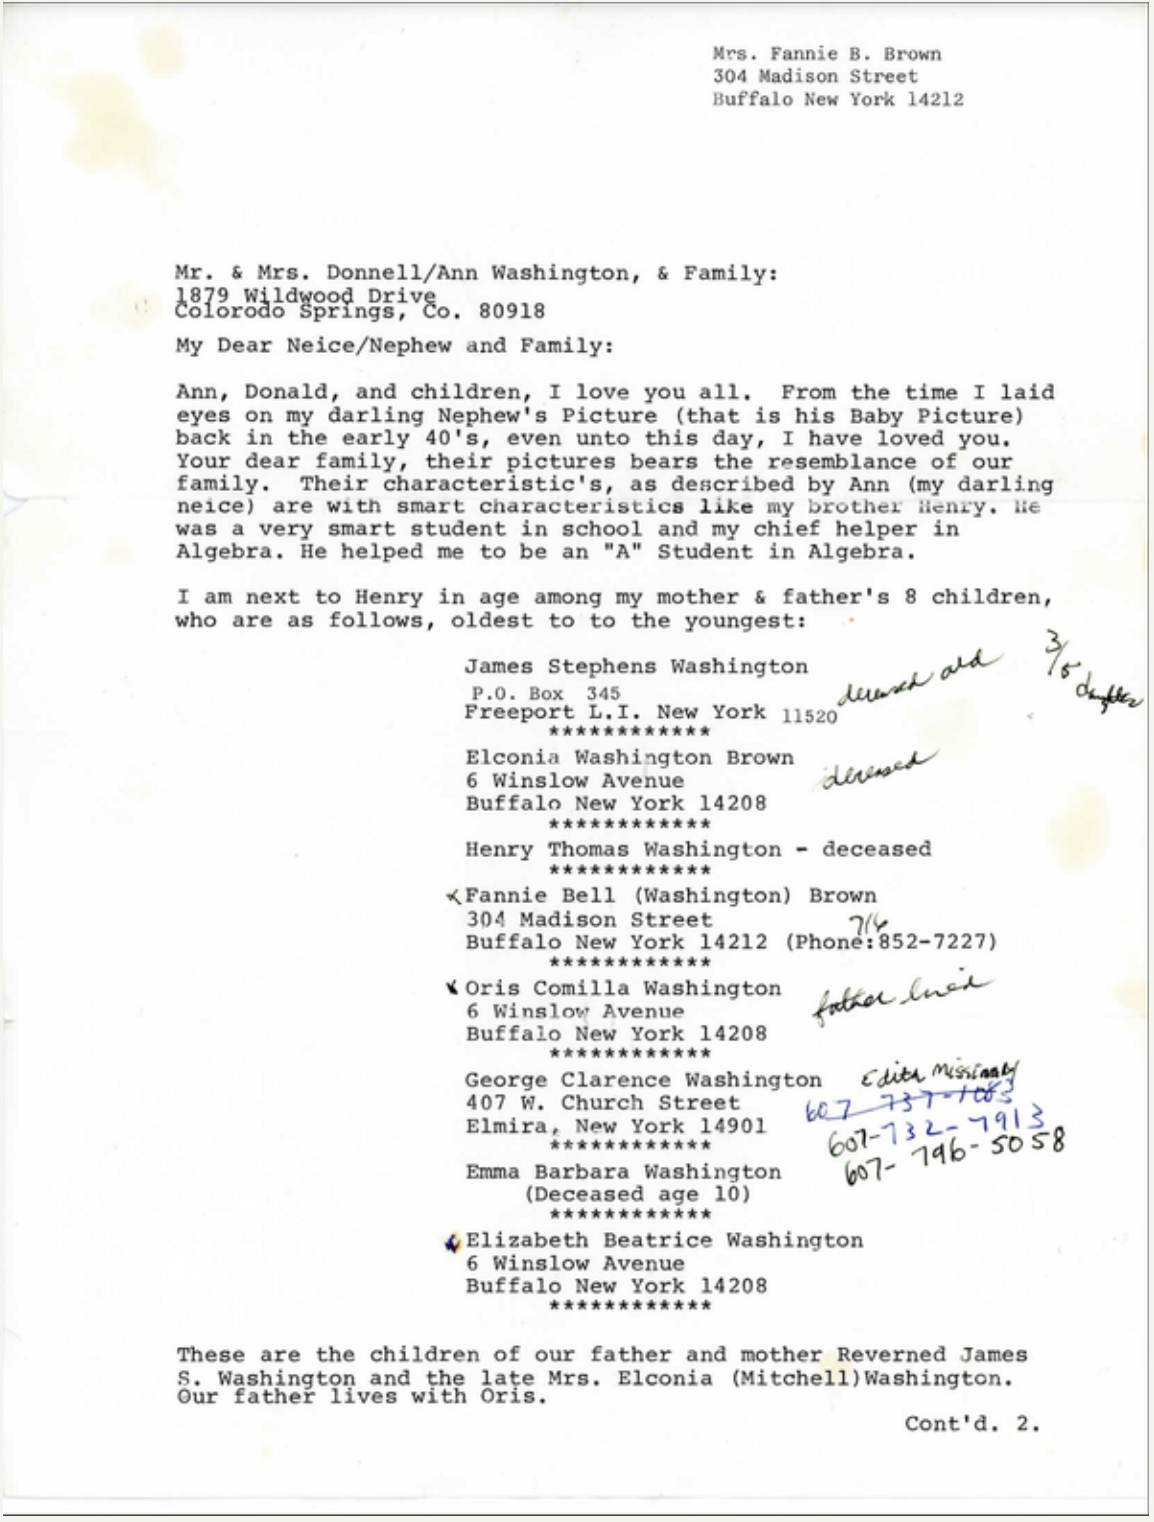 Mrs. Fannie B. Brown
304 Madison Street
Buffalo New York 14212
Mr. & Mrs. Donnell/Ann Washington, & Family:
1879 Wildwood Drive
Colorodo Springs, Co. 80918
My Dear Neice/Nephew and Family:
Ann, Donald, and children, I love you all. From the time I laid
eyes on my darling Nephew's Picture (that is his Baby Picture)
back in the early 40's, even unto this day, I have loved you.
Your dear family, their pictures bears the resemblance of our
family. Their characteristic's, as described by Ann (my darling
neice) are with smart characteristics like my brother Henry. He
was a very smart student in school and my chief helper in
Algebra. He helped me to be an "A" Student in Algebra.
I am next to Henry in age among my mother & father's 8 children,
who are as follows, oldest to to the youngest:
James Stephens Washington
deceased
3/5 daughter
P.O. Box 345
Freeport L.I. New York 11520
************
Elconia Washington Brown
deceased
6 Winslow Avenue
Buffalo New York 14208
************
Henry Thomas Washington - deceased
************
Fannie Bell (Washington) Brown
304 Madison Street
716
Buffalo New York 14212 (Phone:852-7227)
************
Oris Comilla Washington
father lived
6 Winslow Avenue
Buffalo New York 14208
************
George Clarence Washington
Edith
407 W. Church Street
607 737-1083
Elmira, New York 14901
607-732-7913
************
607-796-5058
Emma Barbara Washington
(Deceased age 10)
************
Elizabeth Beatrice Washington
6 Winslow Avenue
Buffalo New York 14208
************
These are the children of our father and mother Reverned James
S. Washington and the late Mrs. Elconia (Mitchell)Washington.
Our father lives with Oris.
Cont'd. 2.